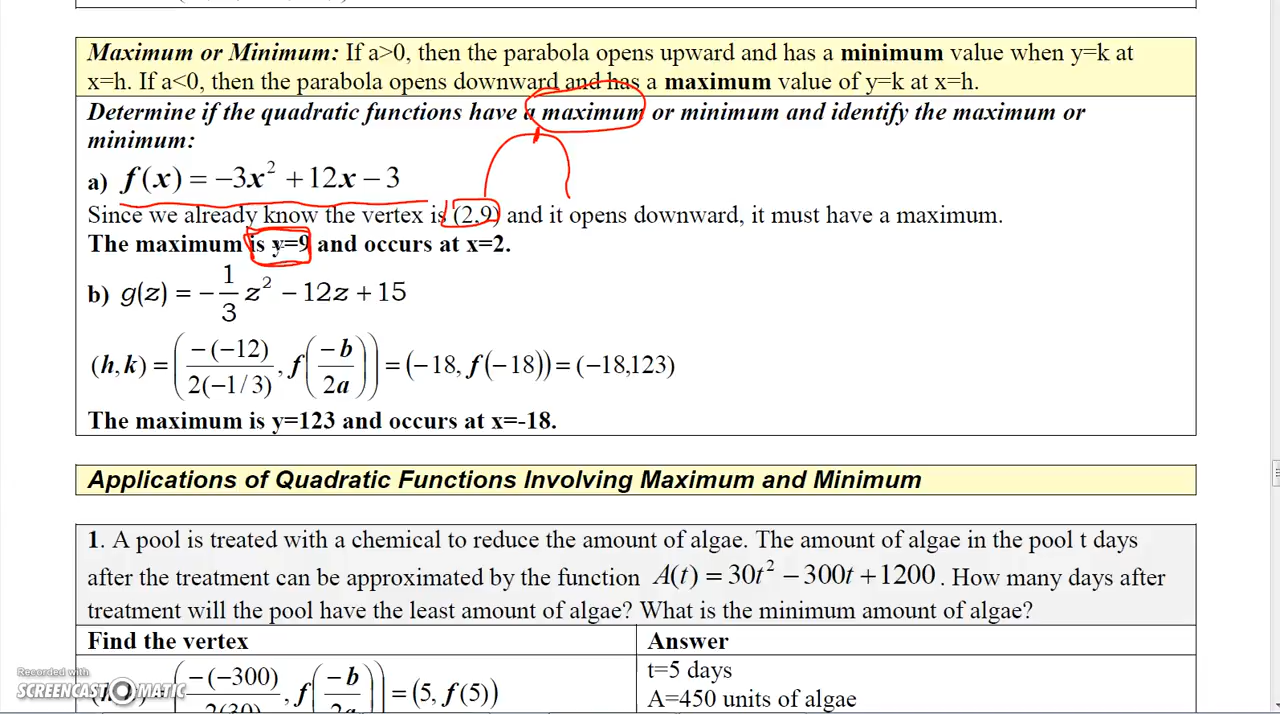 Maximum or Minimum: If a>0, then the parabola opens upward and has a minimum value when y=k at
x=h. If a<0, then the parabola opens downward and has a maximum value of y=k at x=h.
Determine if the quadratic functions have a maximum or minimum and identify the maximum or
minimum:
a) f(x) = −3x² + 12x − 3
Since we already know the vertex is (2,9) and it opens downward, it must have a maximum.
The maximum is y=9 and occurs at x=2.
b) g(z) = −1/3 z² − 12z + 15
(h, k) = (−(−12)/2(−1/3), f(−b/2a)) = (−18, f(−18)) = (−18,123)
The maximum is y=123 and occurs at x=-18.
Applications of Quadratic Functions Involving Maximum and Minimum
1. A pool is treated with a chemical to reduce the amount of algae. The amount of algae in the pool t days
after the treatment can be approximated by the function A(t) = 30t² − 300t + 1200. How many days after
treatment will the pool have the least amount of algae? What is the minimum amount of algae?
Find the vertex Answer
t=5 days
(−(−300)/2(30), f(−b/2a)) = (5, f(5))
A=450 units of algae
Recorded with
SCREENCAST-O-MATIC